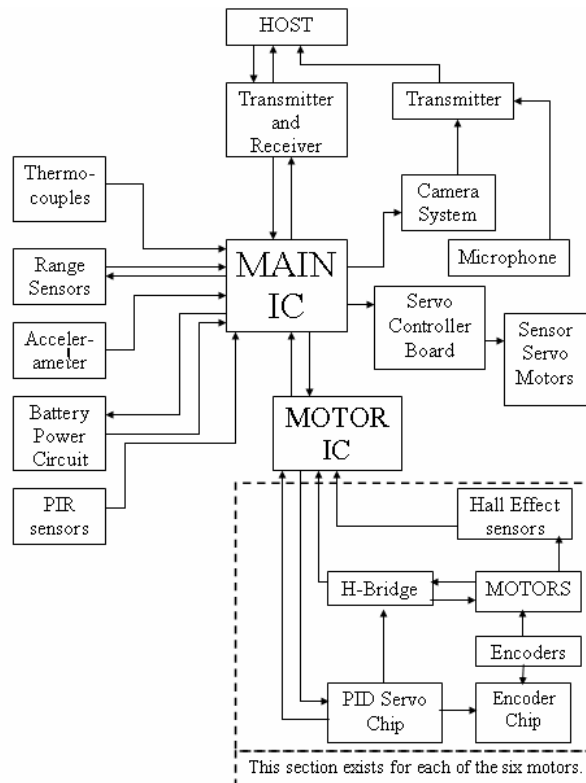 HOST
Transmitter
and
Receiver
Transmitter
Thermo-
couples
Camera
System
Range
Sensors
MAIN
IC
Microphone
Servo
Controller
Board
Sensor
Servo
Motors
Acceler-
ameter
Battery
Power
Circuit
MOTOR
IC
PIR
sensors
Hall Effect
sensors
H-Bridge
MOTORS
Encoders
PID Servo
Chip
Encoder
Chip
This section exists for each of the six motors.